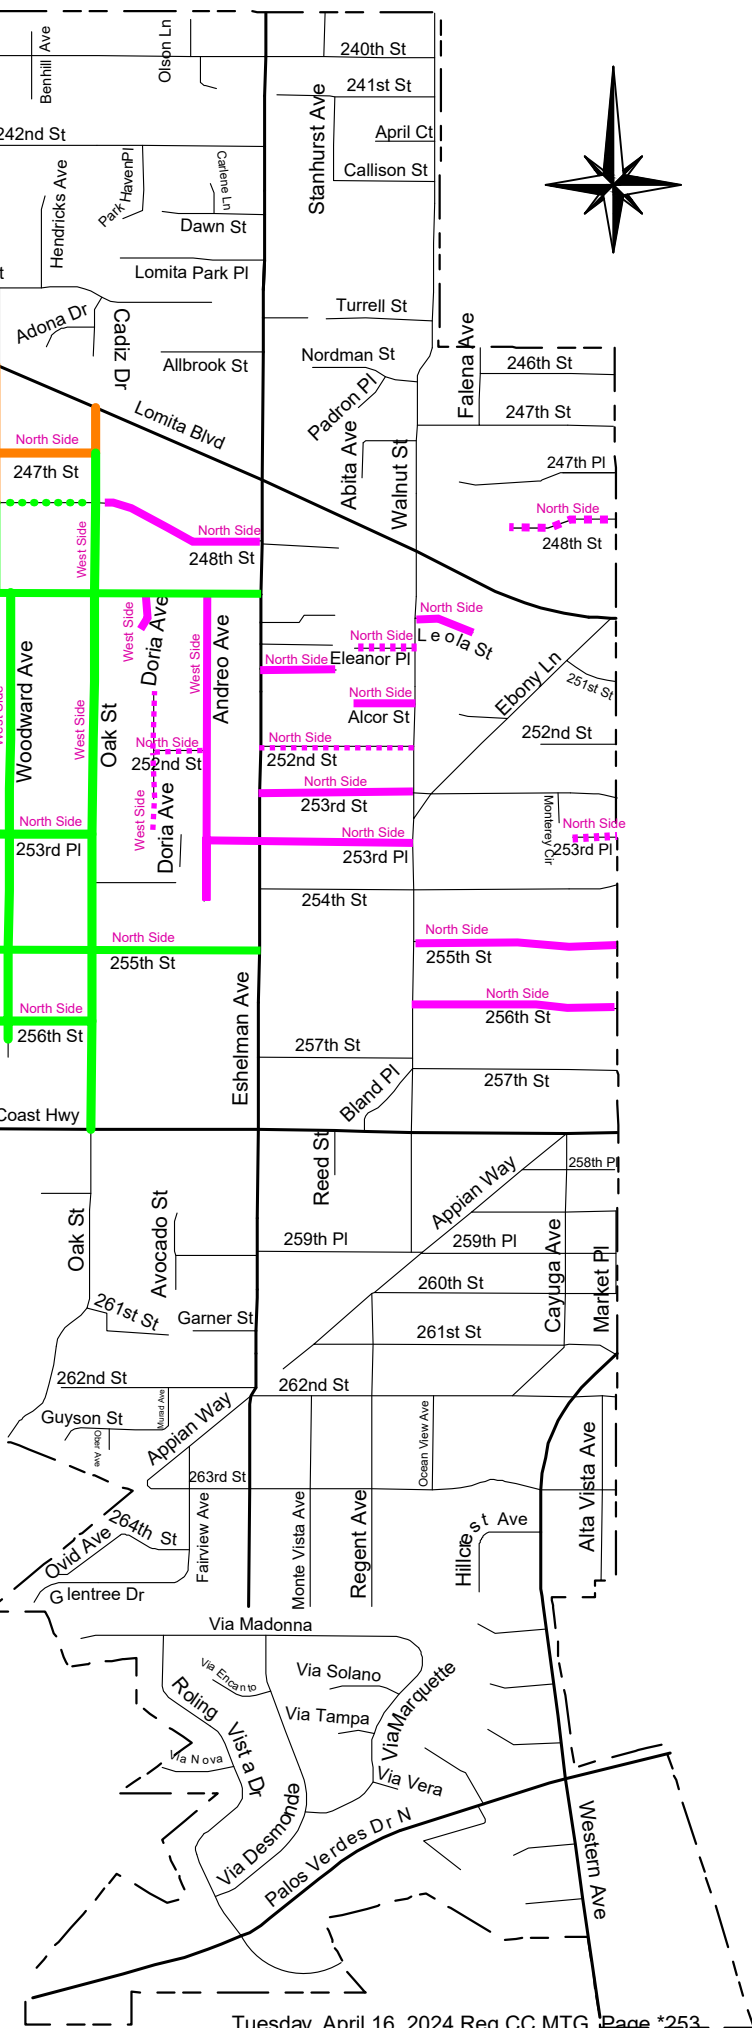 240th St
Benhill Ave
Olson Ln
241st St
Stanhurst Ave
April Ct
242nd St
Callison St
Hendricks Ave
Park HavenPl
Carlene Ln
Dawn St
t
Lomita Park Pl
Adona Dr
Cadiz Dr
Turrell St
Allbrook St
Nordman St
Falena Ave
246th St
Padron Pl
Lomita Blvd
247th St
North Side
247th St
Abita Ave
Walnut St
247th Pl
North Side
248th St
North Side
248th St
West Side
West Side
Doria Ave
West Side
Andreo Ave
North Side
Leola St
North Side
Eleanor Pl
North Side
Woodward Ave
West Side
West Side
Oak St
Alcor St
Ebony Ln
251st St
North Side
252nd St
North Side
252nd St
252nd St
West Side
Doria Ave
North Side
253rd St
North Side
253rd Pl
North Side
253rd Pl
Monterey Cir
North Side
253rd Pl
254th St
North Side
255th St
North Side
255th St
Eshelman Ave
North Side
256th St
North Side
256th St
257th St
257th St
Bland Pl
Coast Hwy
Reed St
Appian Way
258th Pl
Oak St
Avocado St
259th Pl
259th Pl
Cayuga Ave
Market Pl
260th St
261st St
Garner St
261st St
262nd St
262nd St
Murad Ave
Guyson St
Ober Ave
Appian Way
Ocean View Ave
263rd St
Alta Vista Ave
264th St
Ovid Ave
Fairview Ave
Monte Vista Ave
Regent Ave
Hillcrest Ave
Glentree Dr
Via Madonna
Via Encanto
Via Solano
Roling Vista Dr
Via Tampa
ViaMarquette
Via Nova
Via Vera
Via Desmonde
Palos Verdes Dr N
Western Ave
Tuesday, April 16, 2024 Reg CC MTG, Page *253